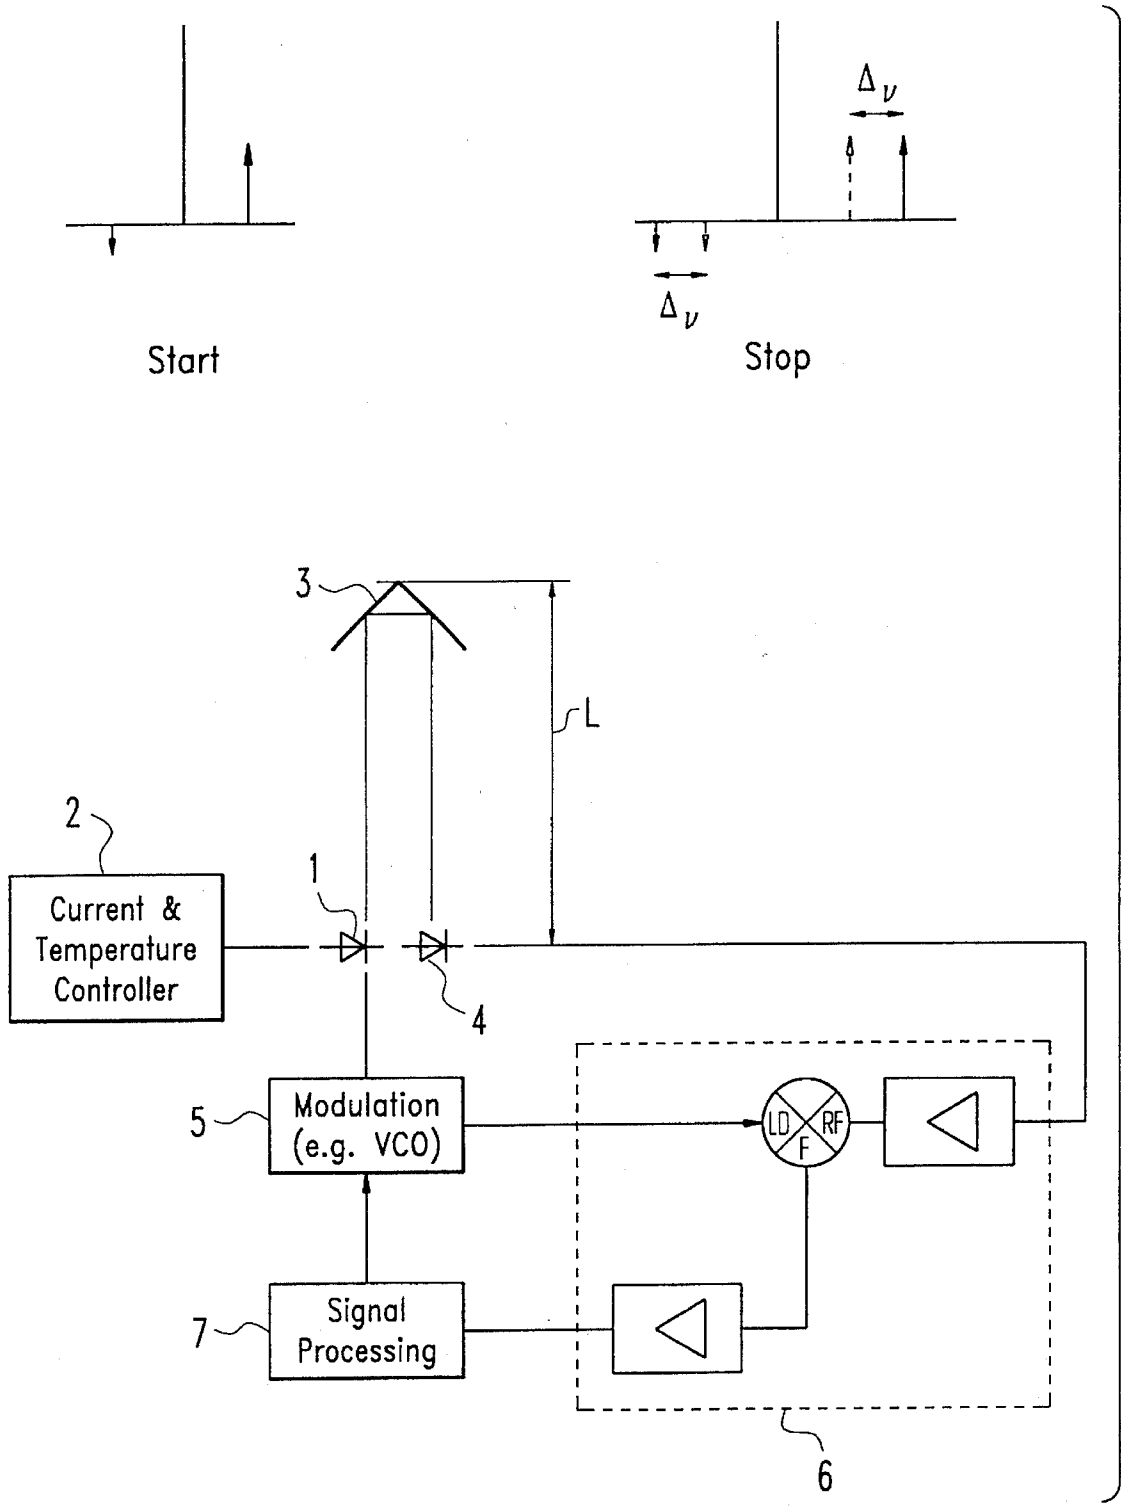 Δν
Δν
Start
Stop
3
L
2
1
Current &
Temperature
Controller
4
5
Modulation
(e.g. VCO)
LD
RF
F
7
Signal
Processing
6